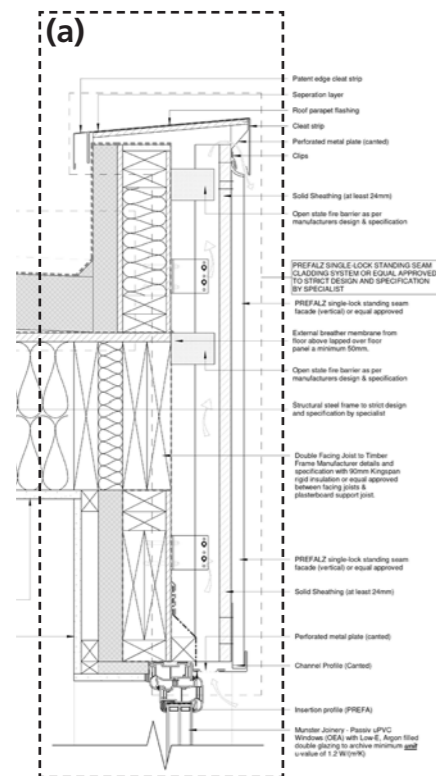 (a)
Patent edge cleat strip
Seperation layer
Roof parapet flashing
Cleat strip
Perforated metal plate (canted)
Clips
Solid Sheathing (at least 24mm)
Open state fire barrier as per
manufacturers design & specification
PREFALZ SINGLE-LOCK STANDING SEAM
CLADDING SYSTEM OR EQUAL APPROVED
TO STRICT DESIGN AND SPECIFICATION
BY SPECIALIST
PREFALZ single-lock standing seam
facade (vertical) or equal approved
External breather membrane from
floor above lapped over floor
panel a minimum 50mm.
Open state fire barrier as per
manufacturers design & specification
Structural steel frame to strict design
and specification by specialist
Double Facing Joist to Timber
Frame Manufacturer details and
specification with 90mm Kingspan
rigid insulation or equal approved
between facing joists &
plasterboard support joist.
PREFALZ single-lock standing seam
facade (vertical) or equal approved
Solid Sheathing (at least 24mm)
Perforated metal plate (canted)
Channel Profile (Canted)
Insertion profile (PREFA)
Munster Joinery - Passiv uPVC
Windows (OEA) with Low-E, Argon filled
double glazing to archive minimum unit
u-value of 1.2 W/(m²K)